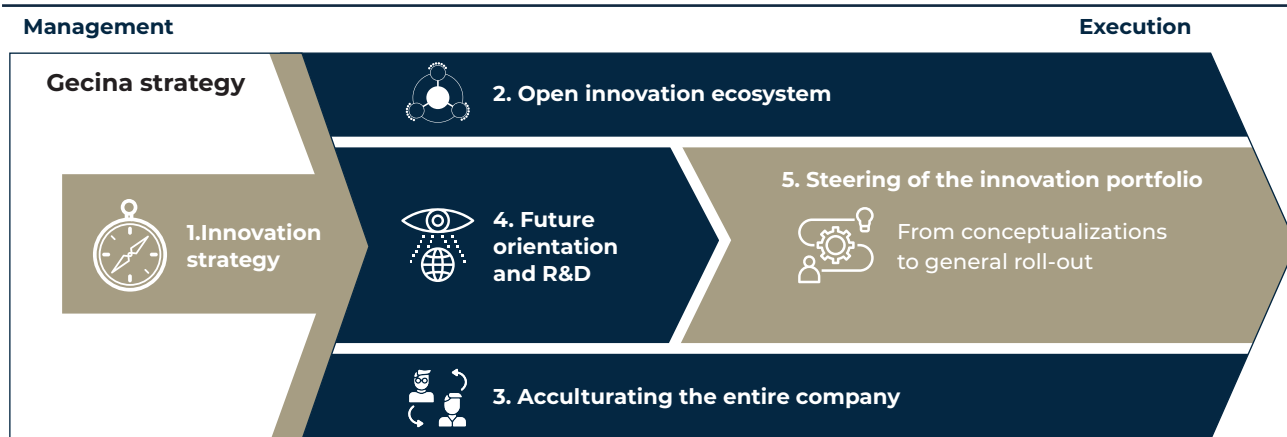 Management
Execution
Gecina strategy
2. Open innovation ecosystem
1.Innovation
strategy
4. Future
orientation
and R&D
5. Steering of the innovation portfolio
From conceptualizations
to general roll-out
3. Acculturating the entire company